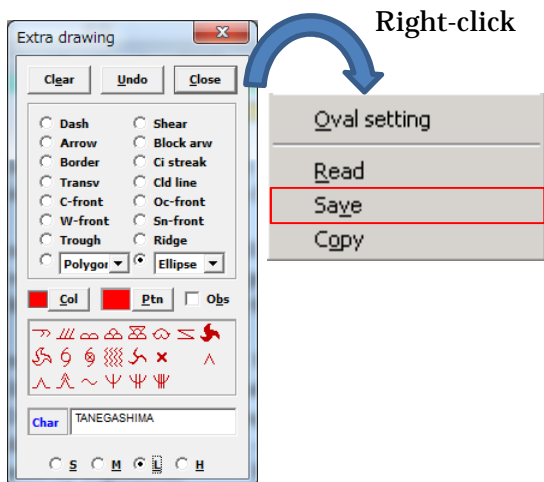 Right-click
Extra drawing
Clear Undo Close
Dash Shear
Arrow Block arw
Border Ci streak
Transv Cld line
C-front Oc-front
W-front Sn-front
Trough Ridge
Polygor Ellipse
Col Ptn Obs
Char TANEGASHIMA
S M L H
Oval setting
Read
Save
Copy